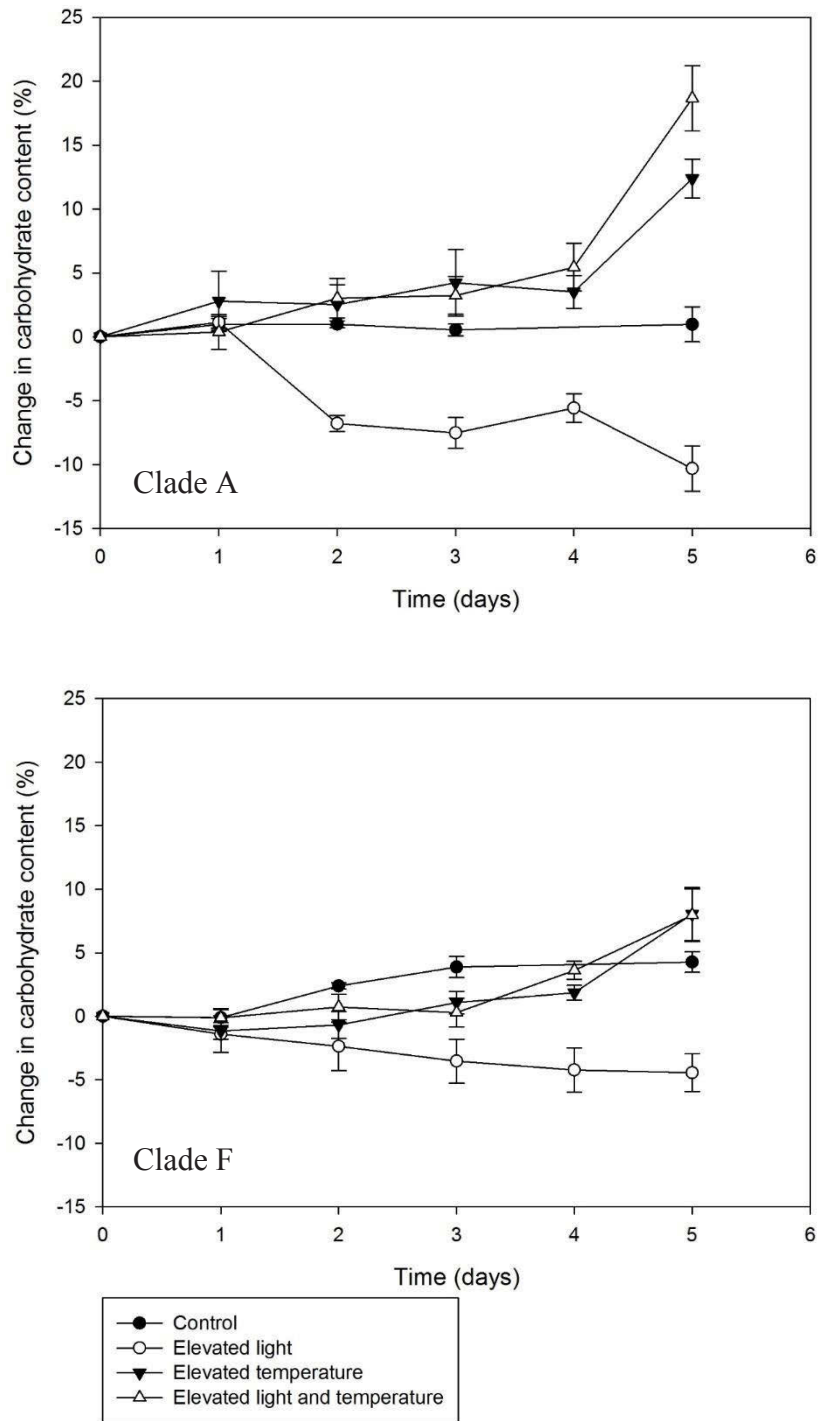 25
20
15
10
5
0
-5
-10
-15
Change in carbohydrate content (%)
Clade A
0 1 2 3 4 5 6
Time (days)
25
20
15
10
5
0
-5
-10
-15
Change in carbohydrate content (%)
Clade F
0 1 2 3 4 5 6
Time (days)
Control
Elevated light
Elevated temperature
Elevated light and temperature